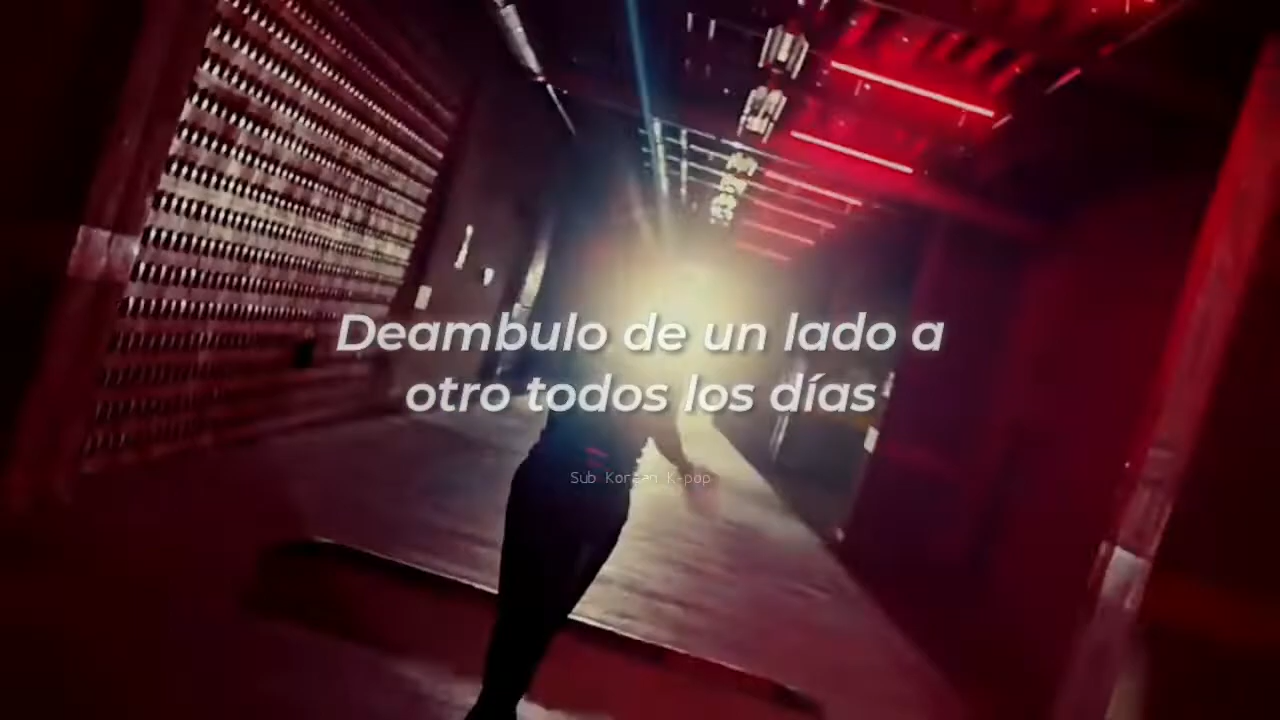 Deambulo de un lado a
otro todos los días
Sub Korean K-pop